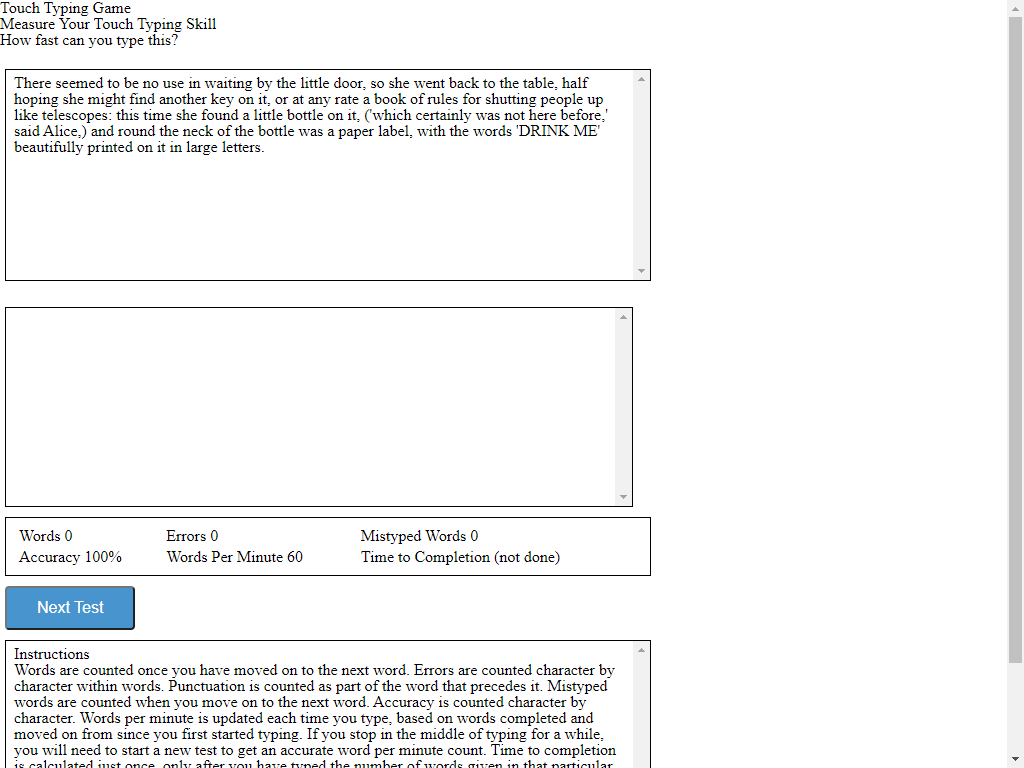 Touch Typing Game
Measure Your Touch Typing Skill
How fast can you type this?
There seemed to be no use in waiting by the little door, so she went back to the table, half
hoping she might find another key on it, or at any rate a book of rules for shutting people up
like telescopes: this time she found a little bottle on it, ('which certainly was not here before,'
said Alice,) and round the neck of the bottle was a paper label, with the words 'DRINK ME'
beautifully printed on it in large letters.
Words 0 Errors 0 Mistyped Words 0
Accuracy 100% Words Per Minute 60 Time to Completion (not done)
Next Test
Instructions
Words are counted once you have moved on to the next word. Errors are counted character by
character within words. Punctuation is counted as part of the word that precedes it. Mistyped
words are counted when you move on to the next word. Accuracy is counted character by
character. Words per minute is updated each time you type, based on words completed and
moved on from since you first started typing. If you stop in the middle of typing for a while,
you will need to start a new test to get an accurate word per minute count. Time to completion
is calculated just once, only after you have typed the number of words given in that particular